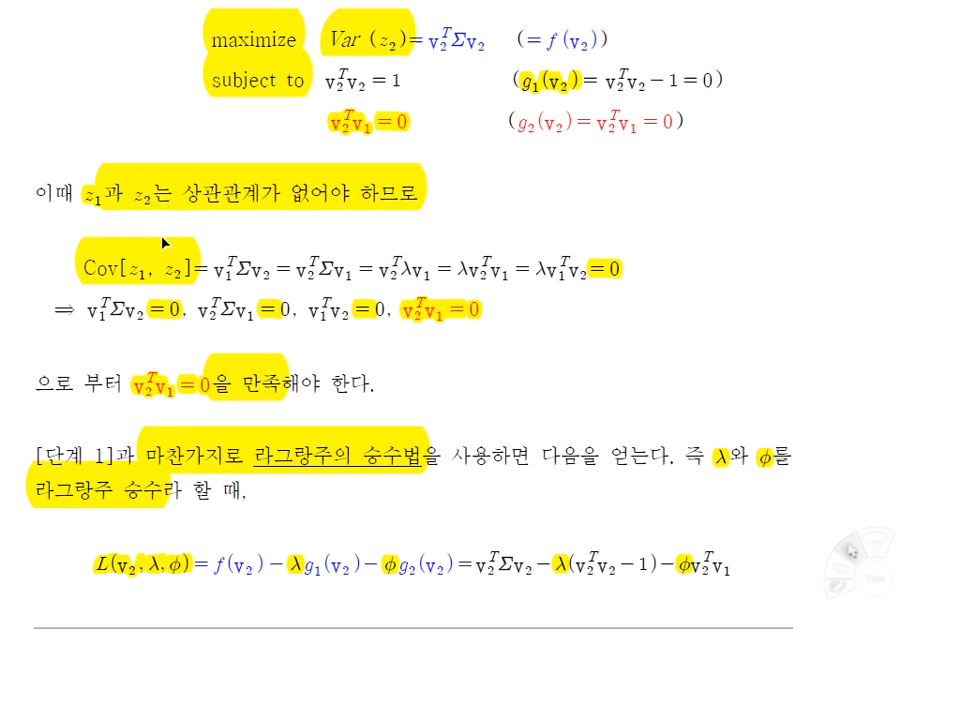 maximize Var (z₂)= v₂ᵀΣv₂ (= f(v₂))
subject to v₂ᵀv₂ = 1 (g₁(v₂)= v₂ᵀv₂ − 1 = 0)
v₂ᵀv₁ = 0 (g₂(v₂)= v₂ᵀv₁ = 0)
이때 z₁과 z₂는 상관관계가 없어야 하므로
Cov[z₁, z₂]= v₁ᵀΣv₂ = v₂ᵀΣv₁ = v₂ᵀλv₁ = λv₂ᵀv₁ = λv₁ᵀv₂ = 0
⇒ v₁ᵀΣv₂ = 0, v₂ᵀΣv₁ = 0, v₁ᵀv₂ = 0, v₂ᵀv₁ = 0
으로 부터 v₂ᵀv₁ = 0을 만족해야 한다.
[단계 1]과 마찬가지로 라그랑주의 승수법을 사용하면 다음을 얻는다. 즉 λ와 ϕ를
라그랑주 승수라 할 때,
L(v₂, λ, ϕ)= f(v₂)− λg₁(v₂)− ϕg₂(v₂)= v₂ᵀΣv₂ − λ(v₂ᵀv₂ − 1)− ϕv₂ᵀv₁